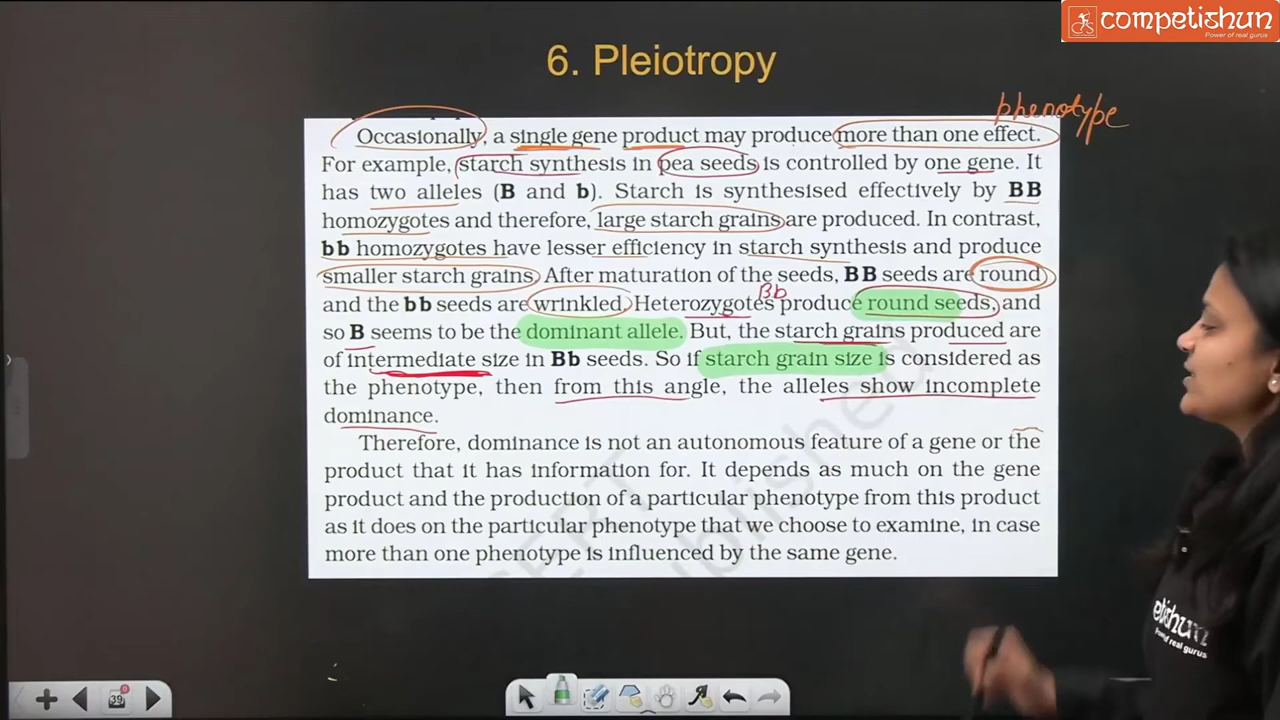 competishun
Power of real gurus
6. Pleiotropy
phenotype
Occasionally, a single gene product may produce more than one effect.
For example, starch synthesis in pea seeds is controlled by one gene. It
has two alleles (B and b). Starch is synthesised effectively by BB
homozygotes and therefore, large starch grains are produced. In contrast,
bb homozygotes have lesser efficiency in starch synthesis and produce
smaller starch grains. After maturation of the seeds, BB seeds are round
and the bb seeds are wrinkled. Heterozygotes produce round seeds, and
Bb
so B seems to be the dominant allele. But, the starch grains produced are
of intermediate size in Bb seeds. So if starch grain size is considered as
the phenotype, then from this angle, the alleles show incomplete
dominance.
Therefore, dominance is not an autonomous feature of a gene or the
product that it has information for. It depends as much on the gene
product and the production of a particular phenotype from this product
as it does on the particular phenotype that we choose to examine, in case
more than one phenotype is influenced by the same gene.
etishun
Power of real gurus
39